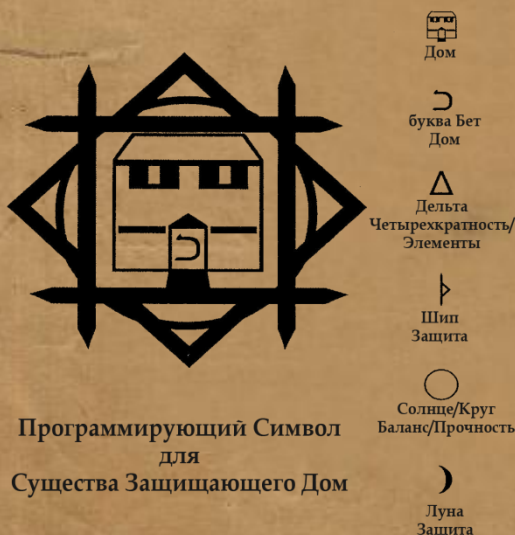 Дом
буква Бет
Дом
Дельта
Четырехкратность/
Элементы
Шип
Защита
Солнце/Круг
Баланс/Прочность
Луна
Защита
Программирующий Символ
для
Существа Защищающего Дом